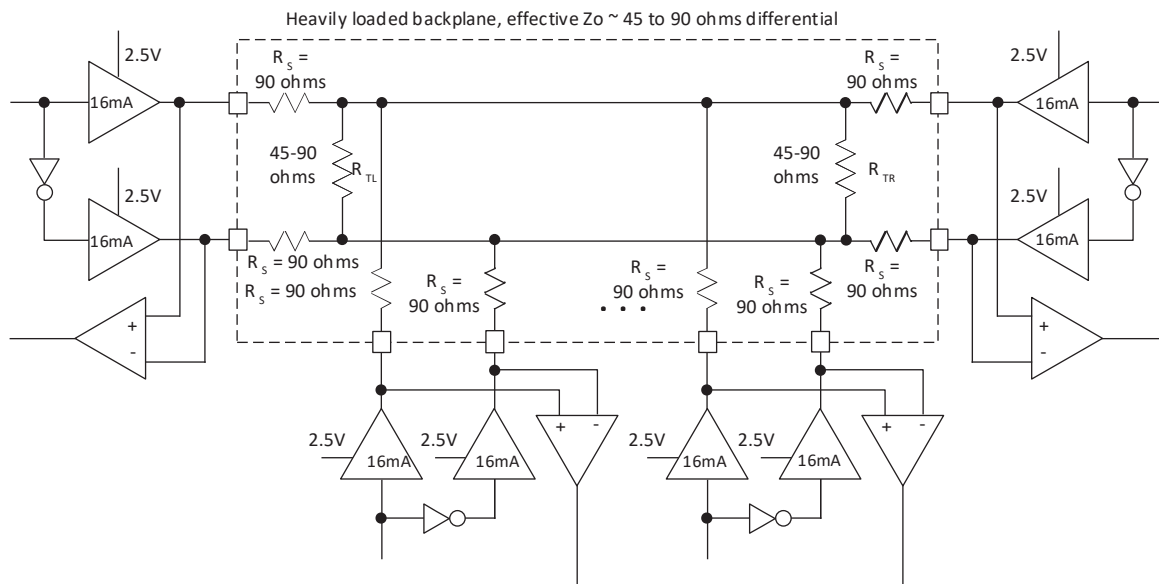 Heavily loaded backplane, effective Zo ~ 45 to 90 ohms differential
2.5V
16mA
2.5V
16mA
+
-
R S =
90 ohms
45-90
ohms
R TL
R S = 90 ohms
R S = 90 ohms
R S =
90 ohms
R S =
90 ohms
45-90
ohms
R TR
R S =
90 ohms
R S =
90 ohms
R S =
90 ohms
. . .
2.5V
16mA
2.5V
16mA
+
-
2.5V
16mA
2.5V
16mA
+ -
2.5V
16mA
2.5V
16mA
+ -